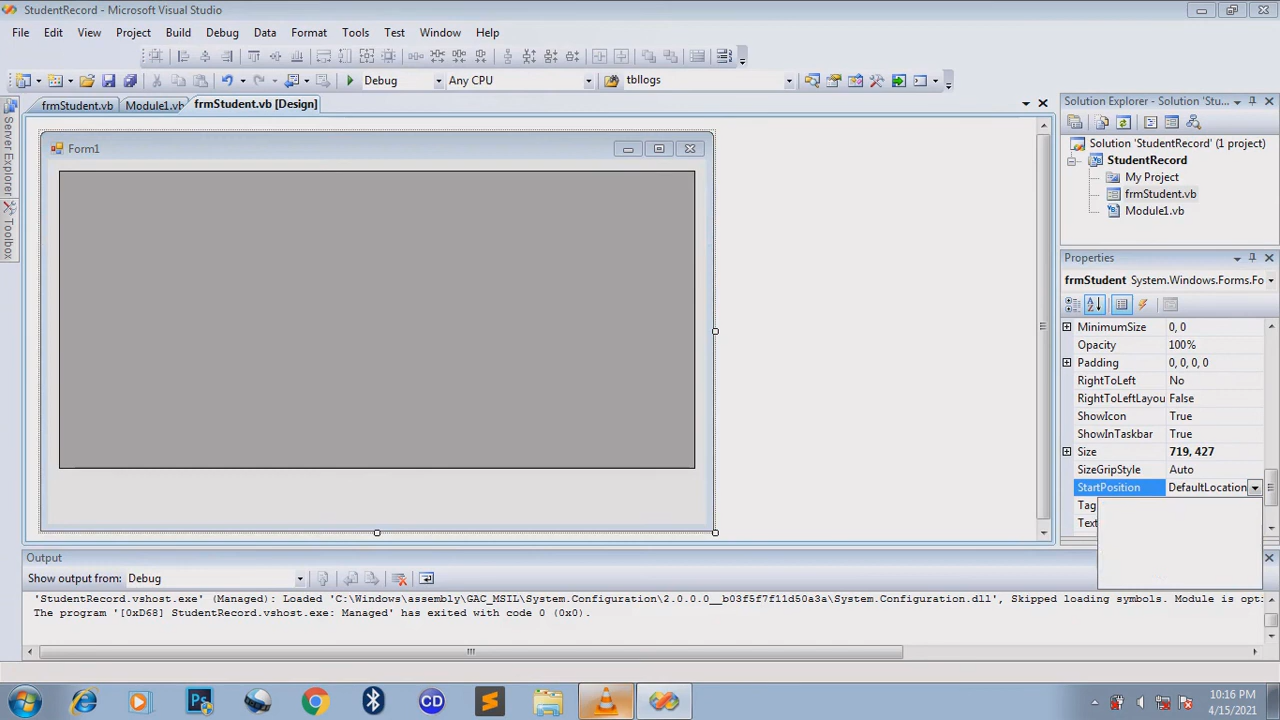 StudentRecord - Microsoft Visual Studio
File Edit View Project Build Debug Data Format Tools Test Window Help
Debug Any CPU tbllogs
frmStudent.vb Module1.vb frmStudent.vb [Design]
Server Explorer
Toolbox
Form1
Solution Explorer - Solution 'Stu...
Solution 'StudentRecord' (1 project)
StudentRecord
My Project
frmStudent.vb
Module1.vb
Properties
frmStudent System.Windows.Forms.Fo
MinimumSize 0, 0
Opacity 100%
Padding 0, 0, 0, 0
RightToLeft No
RightToLeftLayou False
ShowIcon True
ShowInTaskbar True
Size 719, 427
SizeGripStyle Auto
StartPosition DefaultLocation
Tag
Text
Output
Show output from: Debug
'StudentRecord.vshost.exe' (Managed): Loaded 'C:\Windows\assembly\GAC_MSIL\System.Configuration\2.0.0.0__b03f5f7f11d50a3a\System.Configuration.dll', Skipped loading symbols. Module is opti
The program '[0xD68] StudentRecord.vshost.exe: Managed' has exited with code 0 (0x0).
Ps
CD
10:16 PM
4/15/2021